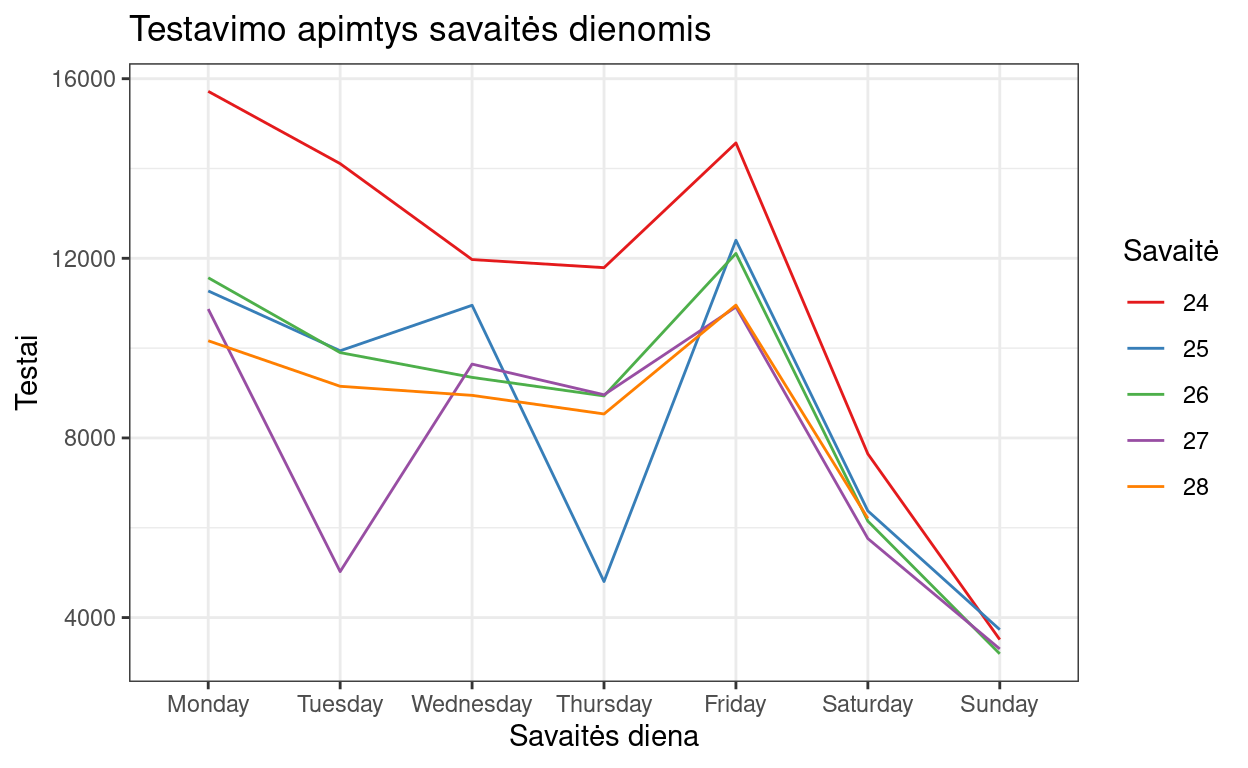 Testavimo apimtys savaitės dienomis
16000
12000
8000
4000
Testai
Monday Tuesday Wednesday Thursday Friday Saturday Sunday
Savaitės diena
Savaitė
24
25
26
27
28